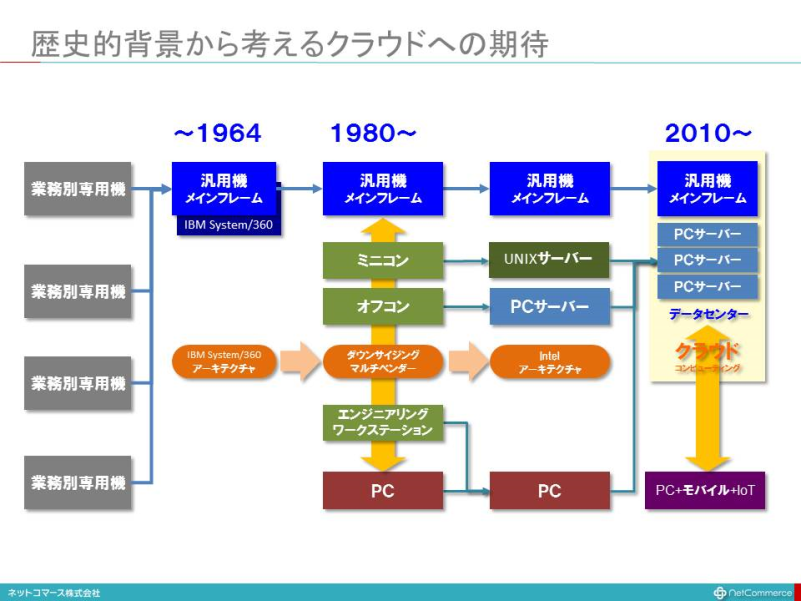 歴史的背景から考えるクラウドへの期待
～1964
1980～
2010～
業務別専用機
汎用機
メインフレーム
IBM System/360
汎用機
メインフレーム
汎用機
メインフレーム
汎用機
メインフレーム
PCサーバー
PCサーバー
PCサーバー
データセンター
ミニコン
UNIXサーバー
業務別専用機
オフコン
PCサーバー
IBM System/360
アーキテクチャ
ダウンサイジング
マルチベンダー
Intel
アーキテクチャ
クラウド
コンピューティング
業務別専用機
エンジニアリング
ワークステーション
業務別専用機
PC
PC
PC+モバイル+IoT
ネットコマース株式会社
NetCommerce